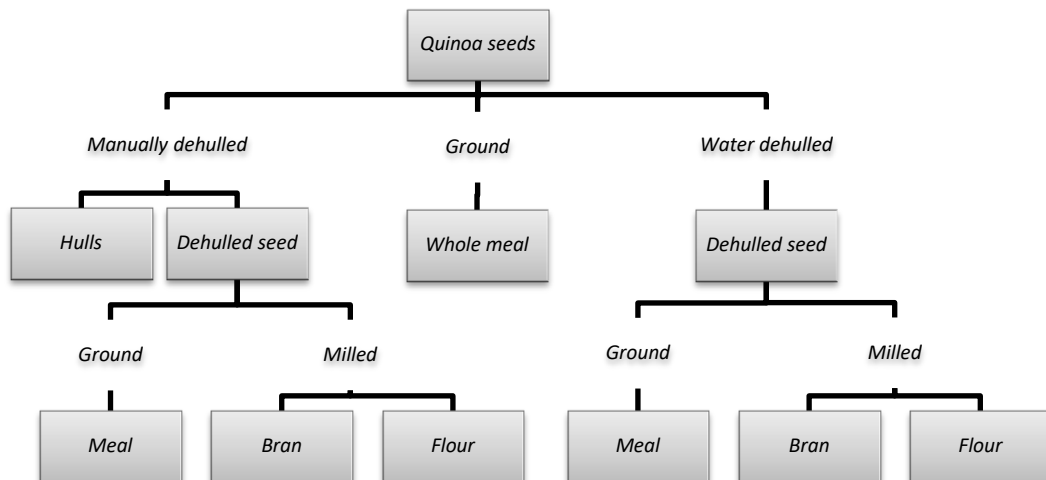 Quinoa seeds
Manually dehulled
Ground
Water dehulled
Hulls
Dehulled seed
Whole meal
Dehulled seed
Ground
Milled
Ground
Milled
Meal
Bran
Flour
Meal
Bran
Flour